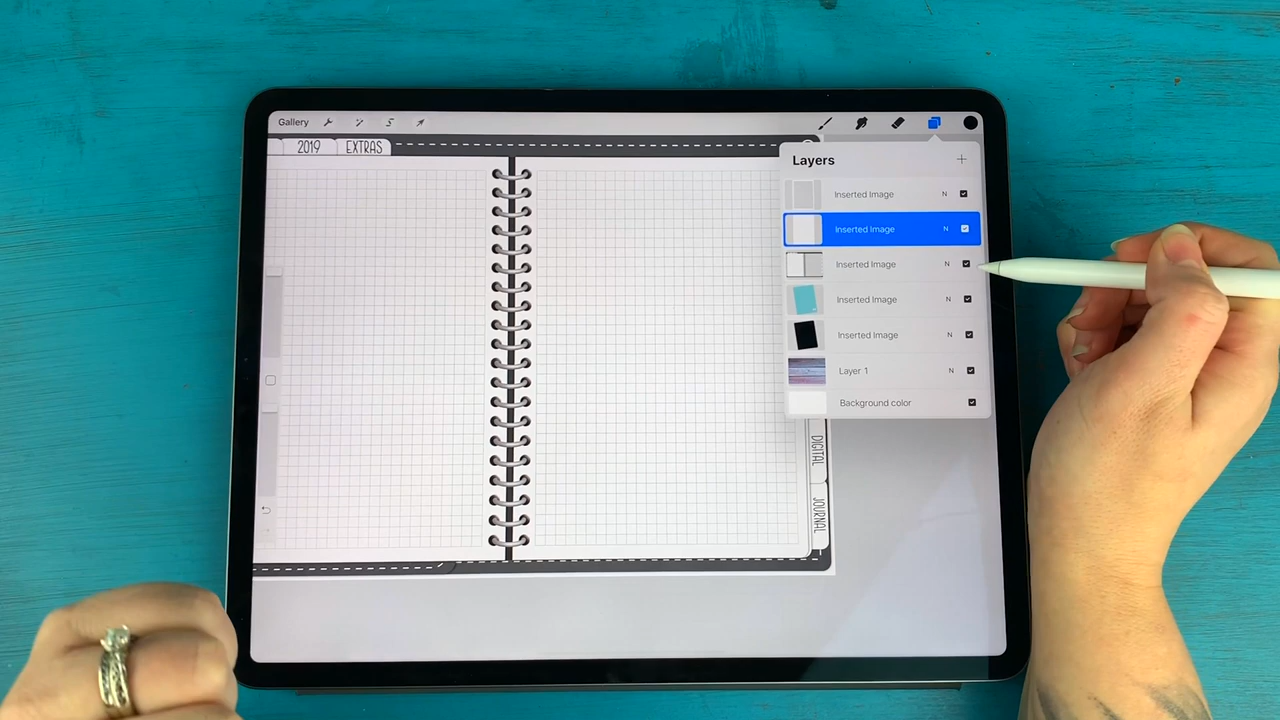 Gallery
2019 EXTRAS
Layers
Inserted Image N
Inserted Image N
Inserted Image N
Inserted Image N
Inserted Image N
Layer 1 N
Background color
DIGITAL
JOURNAL